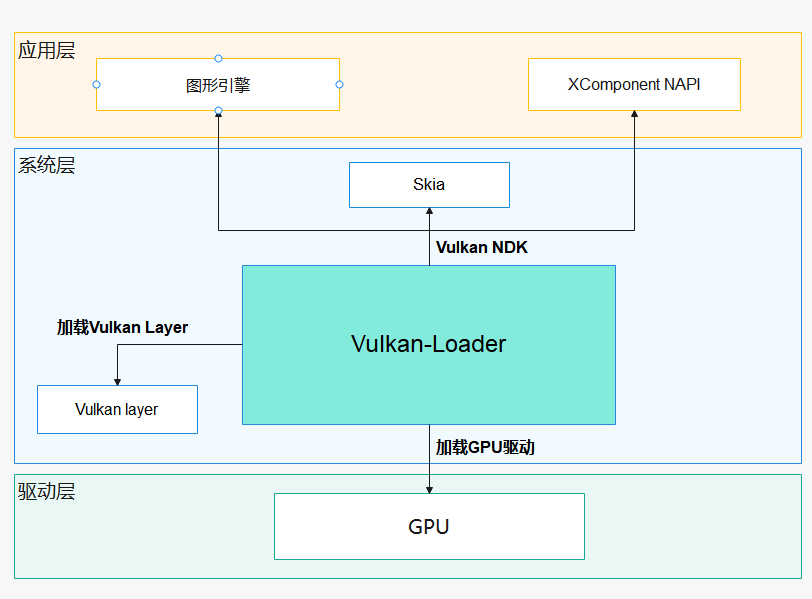 应用层
图形引擎
XComponent NAPI
系统层
Skia
Vulkan NDK
加载Vulkan Layer
Vulkan-Loader
Vulkan layer
加载GPU驱动
驱动层
GPU